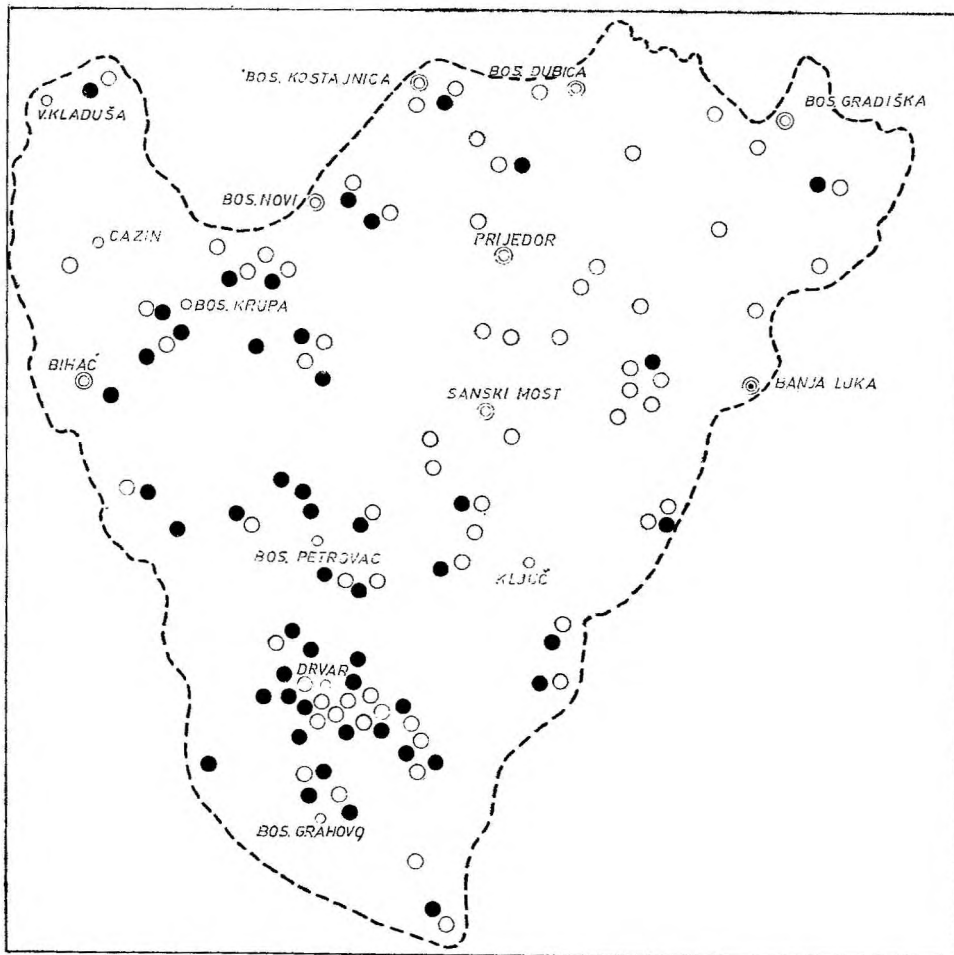 BOS. KOSTAJNICA
BOS. DUBICA
V.KLADUŠA
BOS. GRADIŠKA
BOS. NOVI
CAZIN
PRIJEDOR
BOS. KRUPA
BIHAĆ
BANJA LUKA
SANSKI MOST
BOS. PETROVAC
KLJUČ
DRVAR
BOS. GRAHOVO